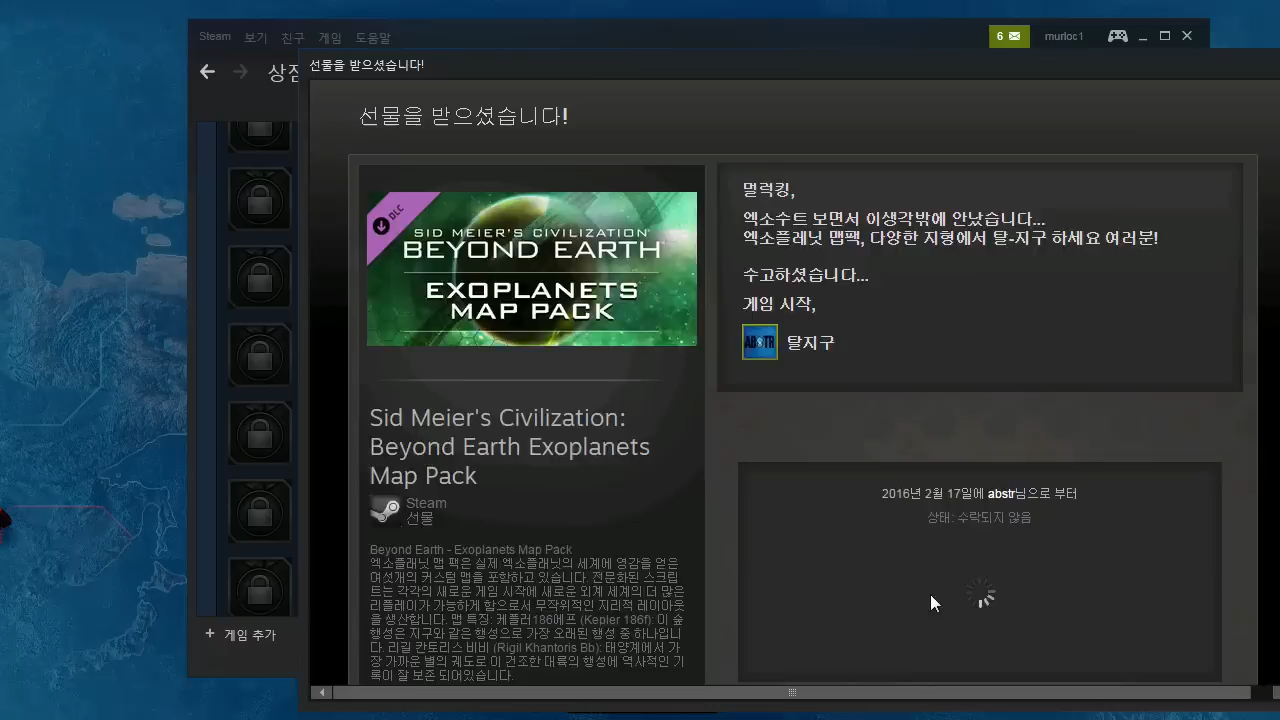 Steam 보기 친구 게임 도움말
6
murloc1
선물을 받으셨습니다!
상점
선물을 받으셨습니다!
DLC
SID MEIER'S CIVILIZATION
BEYOND EARTH
EXOPLANETS
MAP PACK
멀럭킹,
엑소수트 보면서 이생각밖에 안났습니다...
엑소플레닛 맵팩, 다양한 지형에서 탈-지구 하세요 여러분!
수고하셨습니다...
게임 시작,
ABSTR
탈지구
Sid Meier's Civilization:
Beyond Earth Exoplanets
Map Pack
Steam
선물
2016년 2월 17일에 abstr님으로 부터
상태: 수락되지 않음
Beyond Earth - Exoplanets Map Pack
엑소플래닛 맵 팩은 실제 엑소플래닛의 세계에 영감을 얻은
여섯개의 커스텀 맵을 포함하고 있습니다. 전문화된 스크립
트는 각각의 새로운 게임 시작에 새로운 외계 세계의 더 많은
리플레이가 가능하게 함으로서 무작위적인 지리적 레이아웃
을 생산합니다. 맵 특징: 케플러186에프 (Kepler 186f): 이 숲
행성은 지구와 같은 행성으로 가장 오래된 행성 중 하나입니
다. 리길 칸토리스 비비 (Rigil Khantoris Bb): 태양계에서 가
장 가까운 별의 궤도로 이 건조한 대륙의 행성에 역사적인 기
록이 잘 보존 되어있습니다.
+ 게임 추가